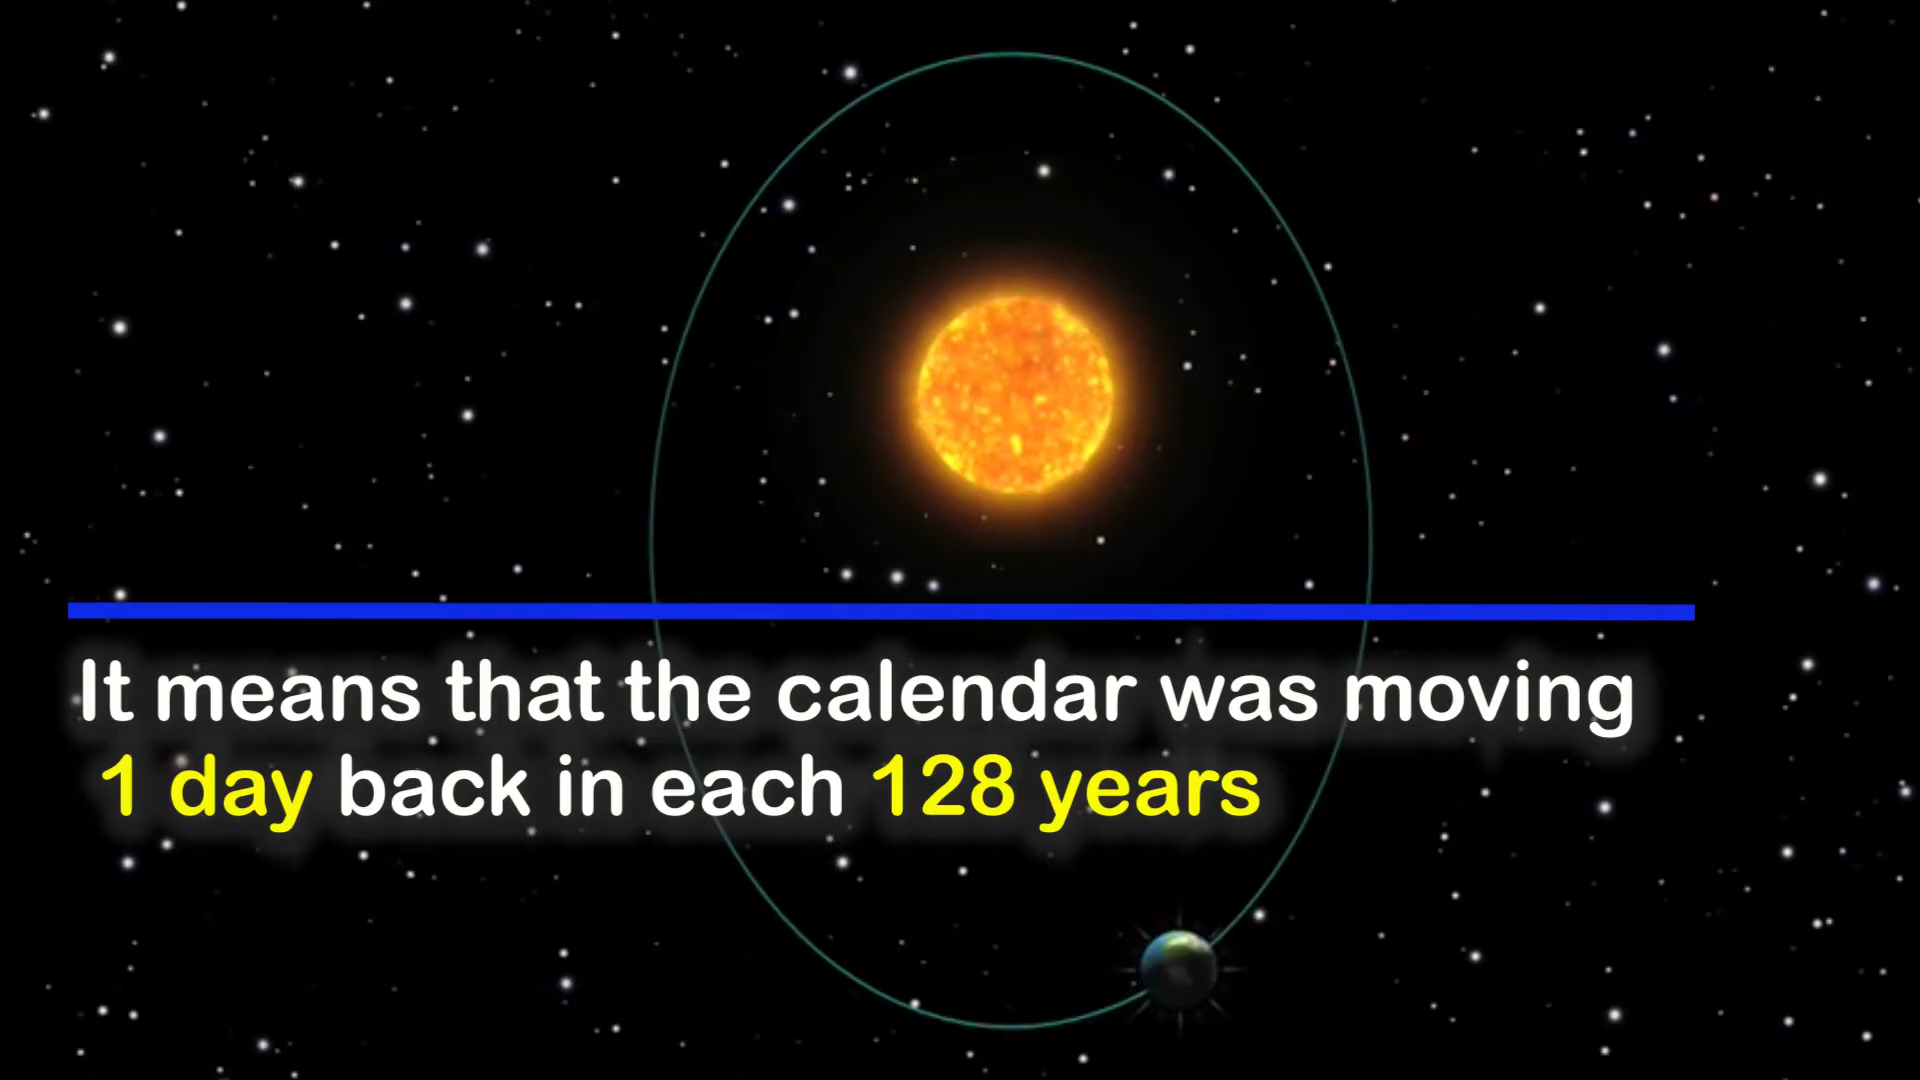 It means that the calendar was moving
1 day back in each 128 years